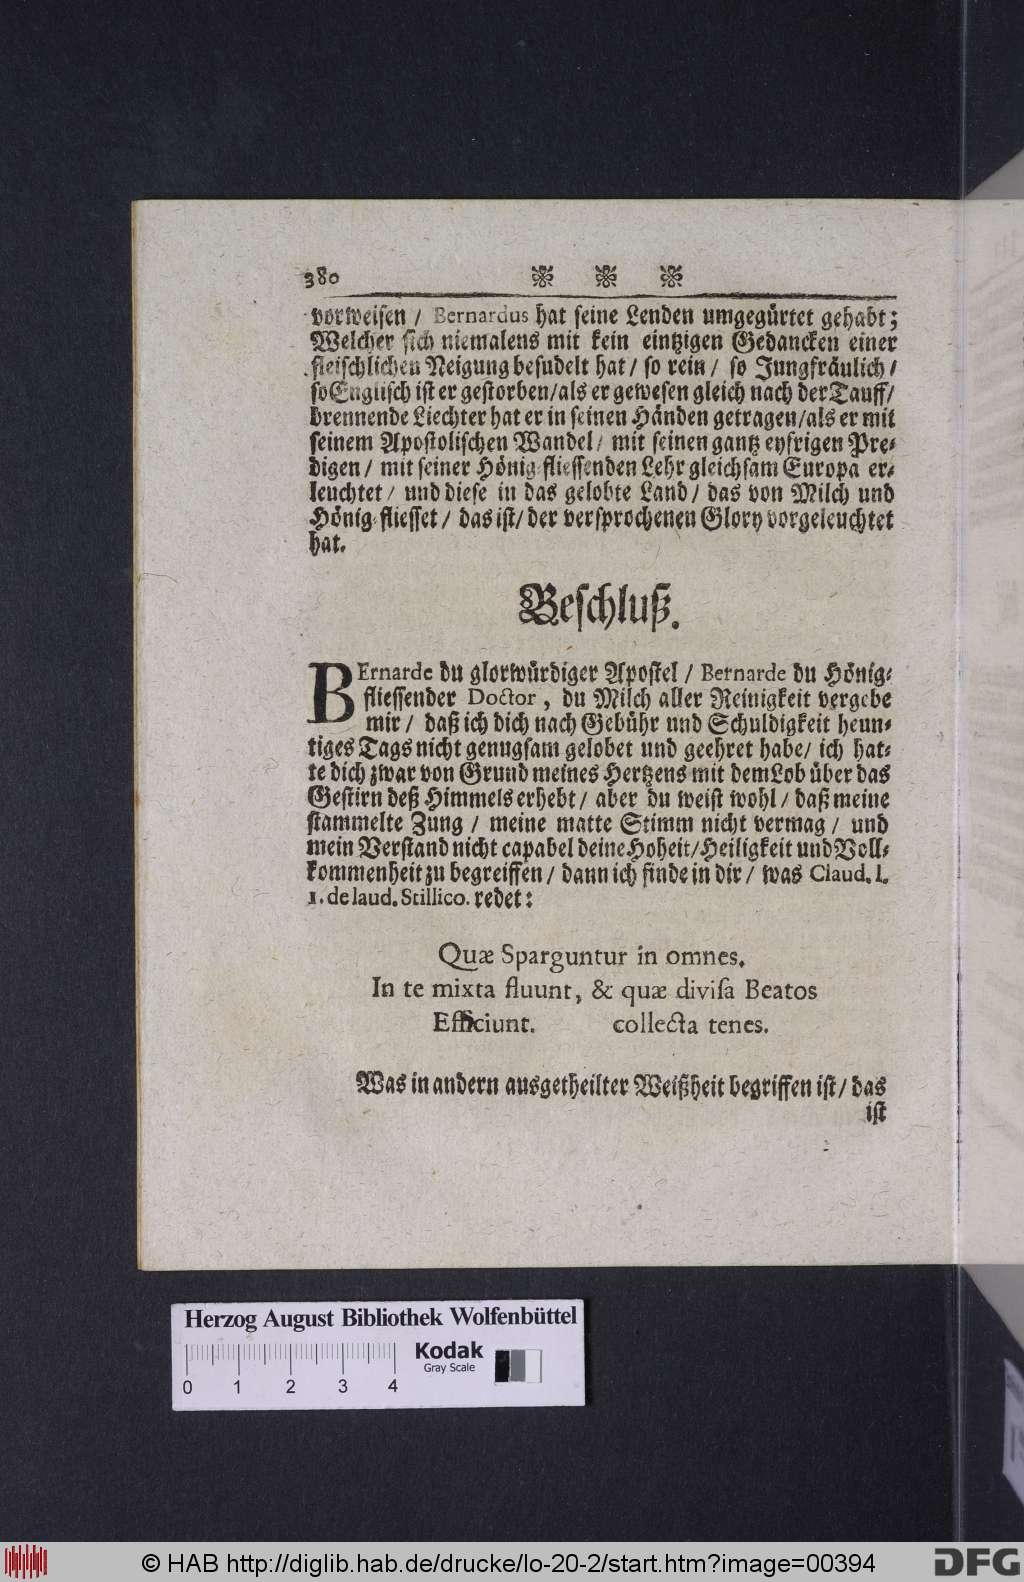 380
vorweisen / Bernardus hat seine Lenden umgegürtet gehabt;
Welcher sich niemalens mit kein eintzigen Gedancken einer
fleischlichen Neigung besudelt hat / so rein / so Jungfräulich /
so Englisch ist er gestorben / als er gewesen gleich nach der Tauff /
brennende Liechter hat er in seinen Händen getragen / als er mit
seinem Apostolischen Wandel / mit seinen gantz eyfrigen Pre-
digen / mit seiner Hönig-fliessenden Lehr gleichsam Europa er-
leuchtet / und diese in das gelobte Land / das von Milch und
Hönig-fliesset / das ist / der versprochenen Glory vorgeleuchtet
hat.
Beschluß.
BErnarde du glorwürdiger Apostel / Bernarde du Hönig-
fliessender Doctor, du Milch aller Reinigkeit vergebe
mir / daß ich dich nach Gebühr und Schuldigkeit heun-
tiges Tags nicht genugsam gelobet und geehret habe / ich hat-
te dich zwar von Grund meines Hertzens mit dem Lob über das
Gestirn deß Himmels erhebt / aber du weist wohl / daß meine
stammelte Zung / meine matte Stimm nicht vermag / und
mein Verstand nicht capabel deine Hoheit / Heiligkeit und Voll-
kommenheit zu begreiffen / dann ich finde in dir / was Claud. l.
1. de laud. Stillico. redet:
Quæ Sparguntur in omnes.
In te mixta fluunt, & quæ divisa Beatos
Efficiunt. collecta tenes.
Was in andern ausgetheilter Weißheit begriffen ist / das
ist
Herzog August Bibliothek Wolfenbüttel
Kodak
Gray Scale
0 1 2 3 4
© HAB http://diglib.hab.de/drucke/lo-20-2/start.htm?image=00394
DFG